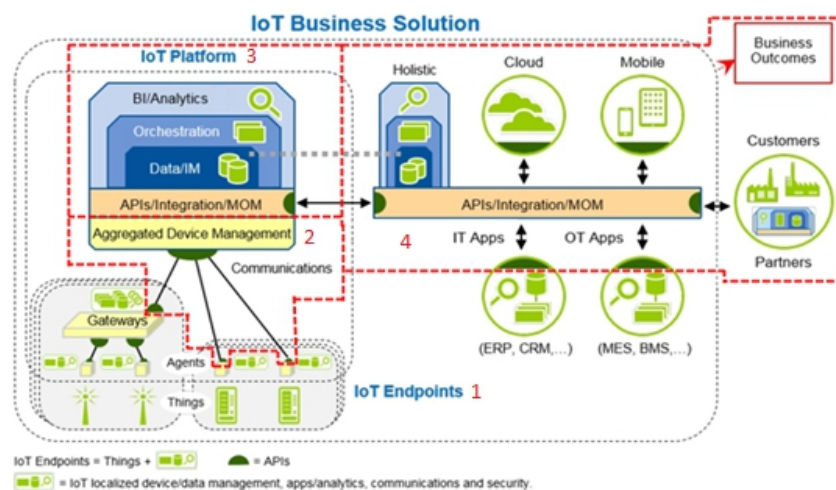 IoT Business Solution
IoT Platform 3
BI/Analytics
Orchestration
Data/IM
APIs/Integration/MOM
Aggregated Device Management 2
Communications
Holistic
Cloud
Mobile
Business
Outcomes
APIs/Integration/MOM
4
IT Apps
OT Apps
Customers
Partners
(ERP, CRM,...)
(MES, BMS,...)
Gateways
Agents
Things
IoT Endpoints 1
IoT Endpoints = Things +
= APIs
= IoT localized device/data management, apps/analytics, communications and security.